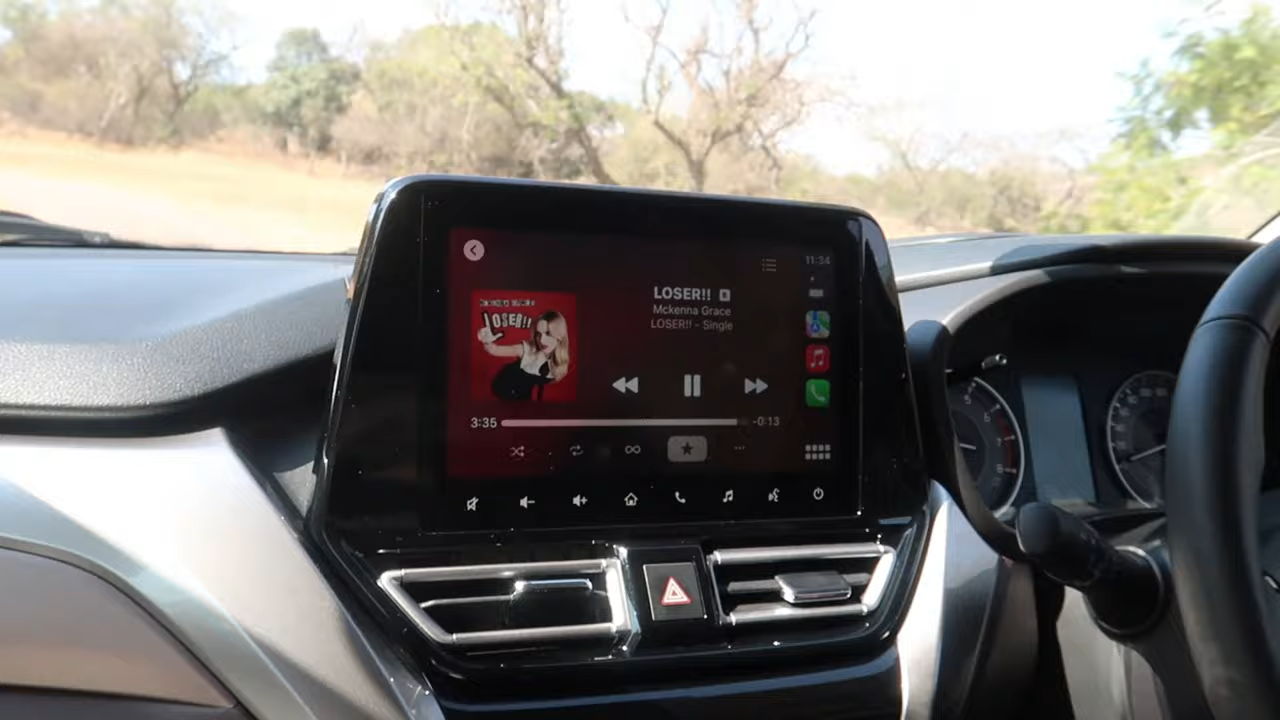 11:34
LOSER!! E
Mckenna Grace
LOSER!! - Single
LOSER!!
3:35
-0:13